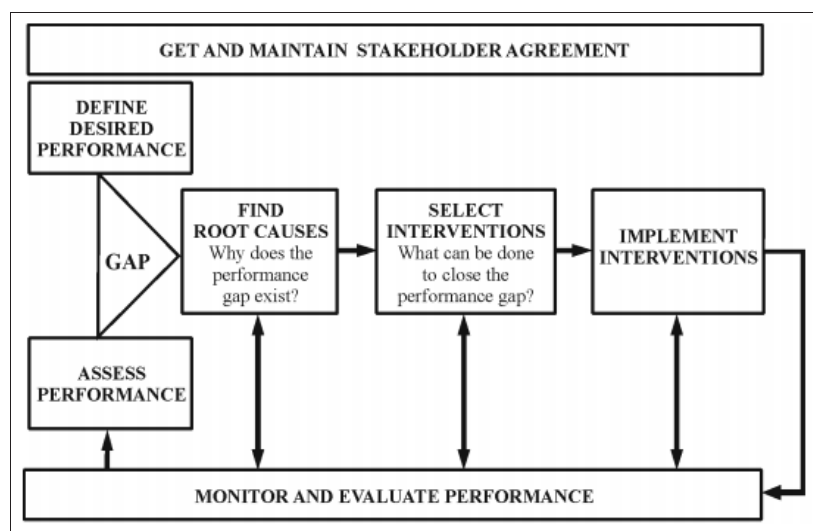 GET AND MAINTAIN STAKEHOLDER AGREEMENT
DEFINE
DESIRED
PERFORMANCE
GAP
ASSESS
PERFORMANCE
FIND
ROOT CAUSES
Why does the
performance
gap exist?
SELECT
INTERVENTIONS
What can be done
to close the
performance gap?
IMPLEMENT
INTERVENTIONS
MONITOR AND EVALUATE PERFORMANCE